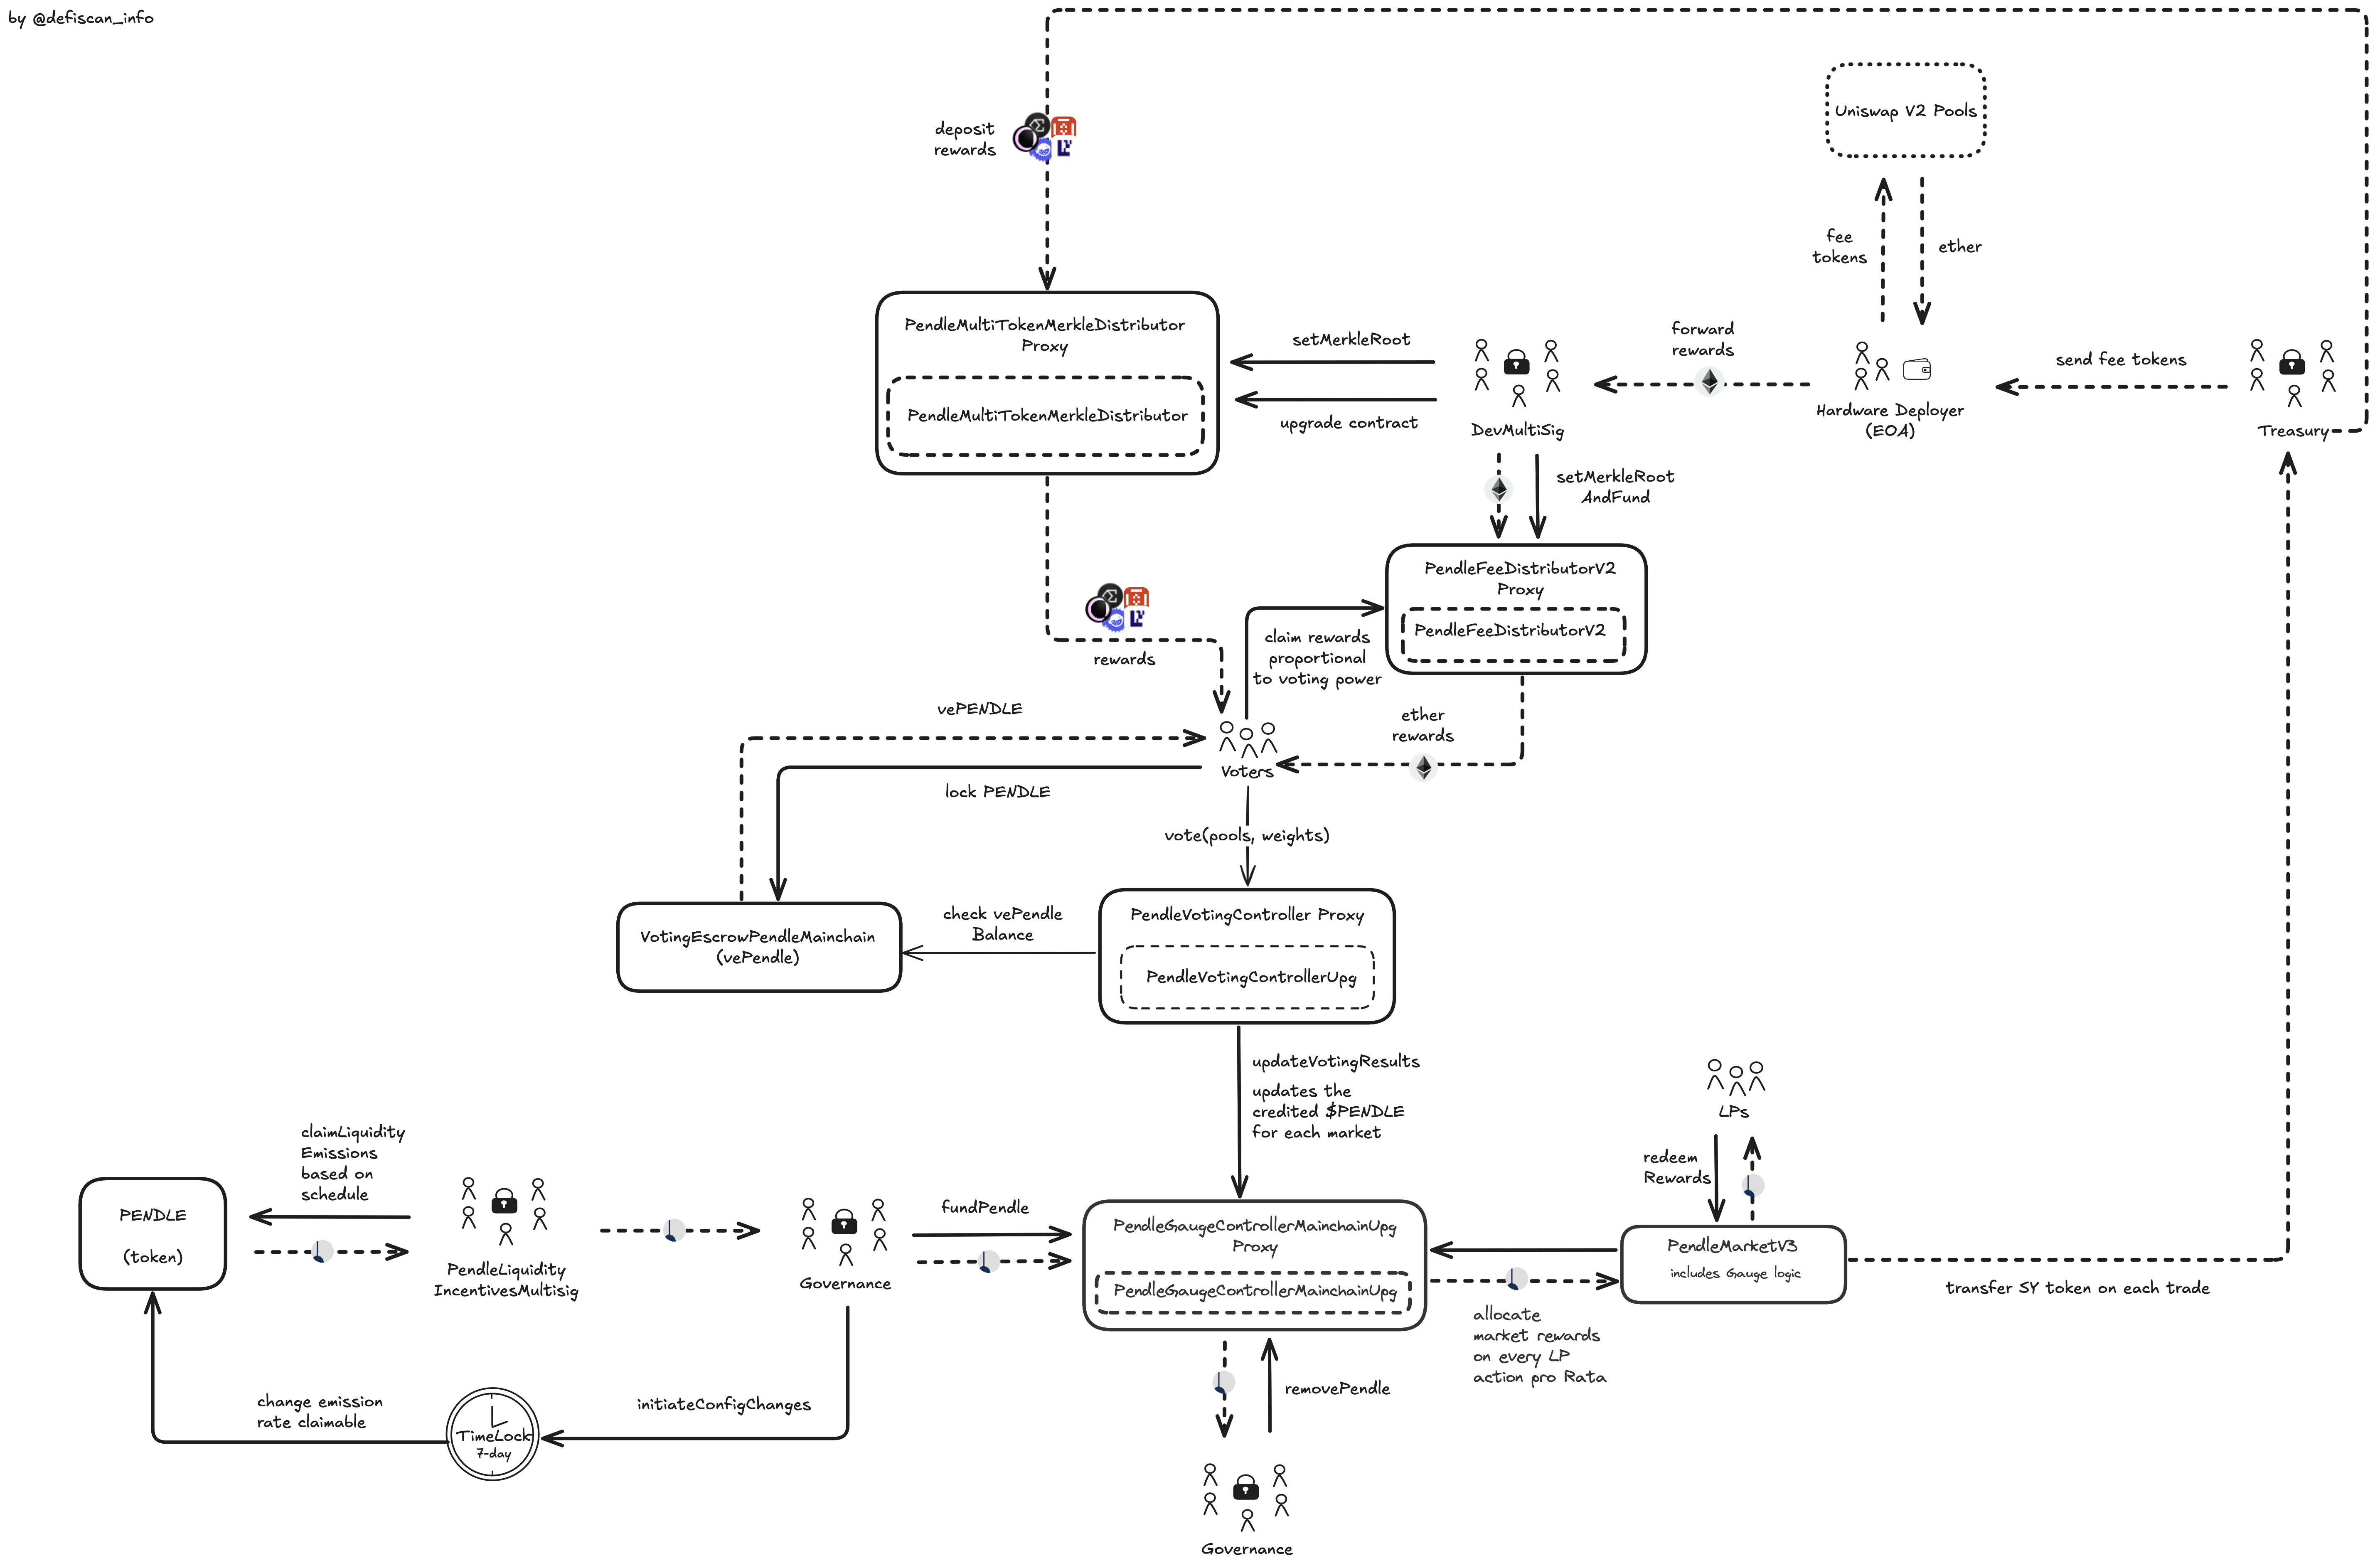 by @defiscan_info
Uniswap V2 Pools
deposit
rewards
fee
tokens
ether
PendleMultiTokenMerkleDistributor
Proxy
PendleMultiTokenMerkleDistributor
setMerkleRoot
upgrade contract
DevMultiSig
forward
rewards
Hardware Deployer
(EOA)
send fee tokens
Treasury
setMerkleRoot
AndFund
PendleFeeDistributorV2
Proxy
PendleFeeDistributorV2
rewards
claim rewards
proportional
to voting power
ether
rewards
vePENDLE
Voters
lock PENDLE
vote(pools, weights)
VotingEscrowPendleMainchain
(vePendle)
check vePendle
Balance
PendleVotingController Proxy
PendleVotingControllerUpg
updateVotingResults
updates the
credited $PENDLE
for each market
LPs
redeem
Rewards
claimLiquidity
Emissions
based on
schedule
PENDLE
(token)
PendleLiquidity
IncentivesMultisig
Governance
fundPendle
PendleGaugeControllerMainchainUpg
Proxy
PendleGaugeControllerMainchainUpg
PendleMarketV3
includes Gauge logic
transfer SY token on each trade
allocate
market rewards
on every LP
action pro Rata
change emission
rate claimable
TimeLock
7-day
initiateConfigChanges
removePendle
Governance